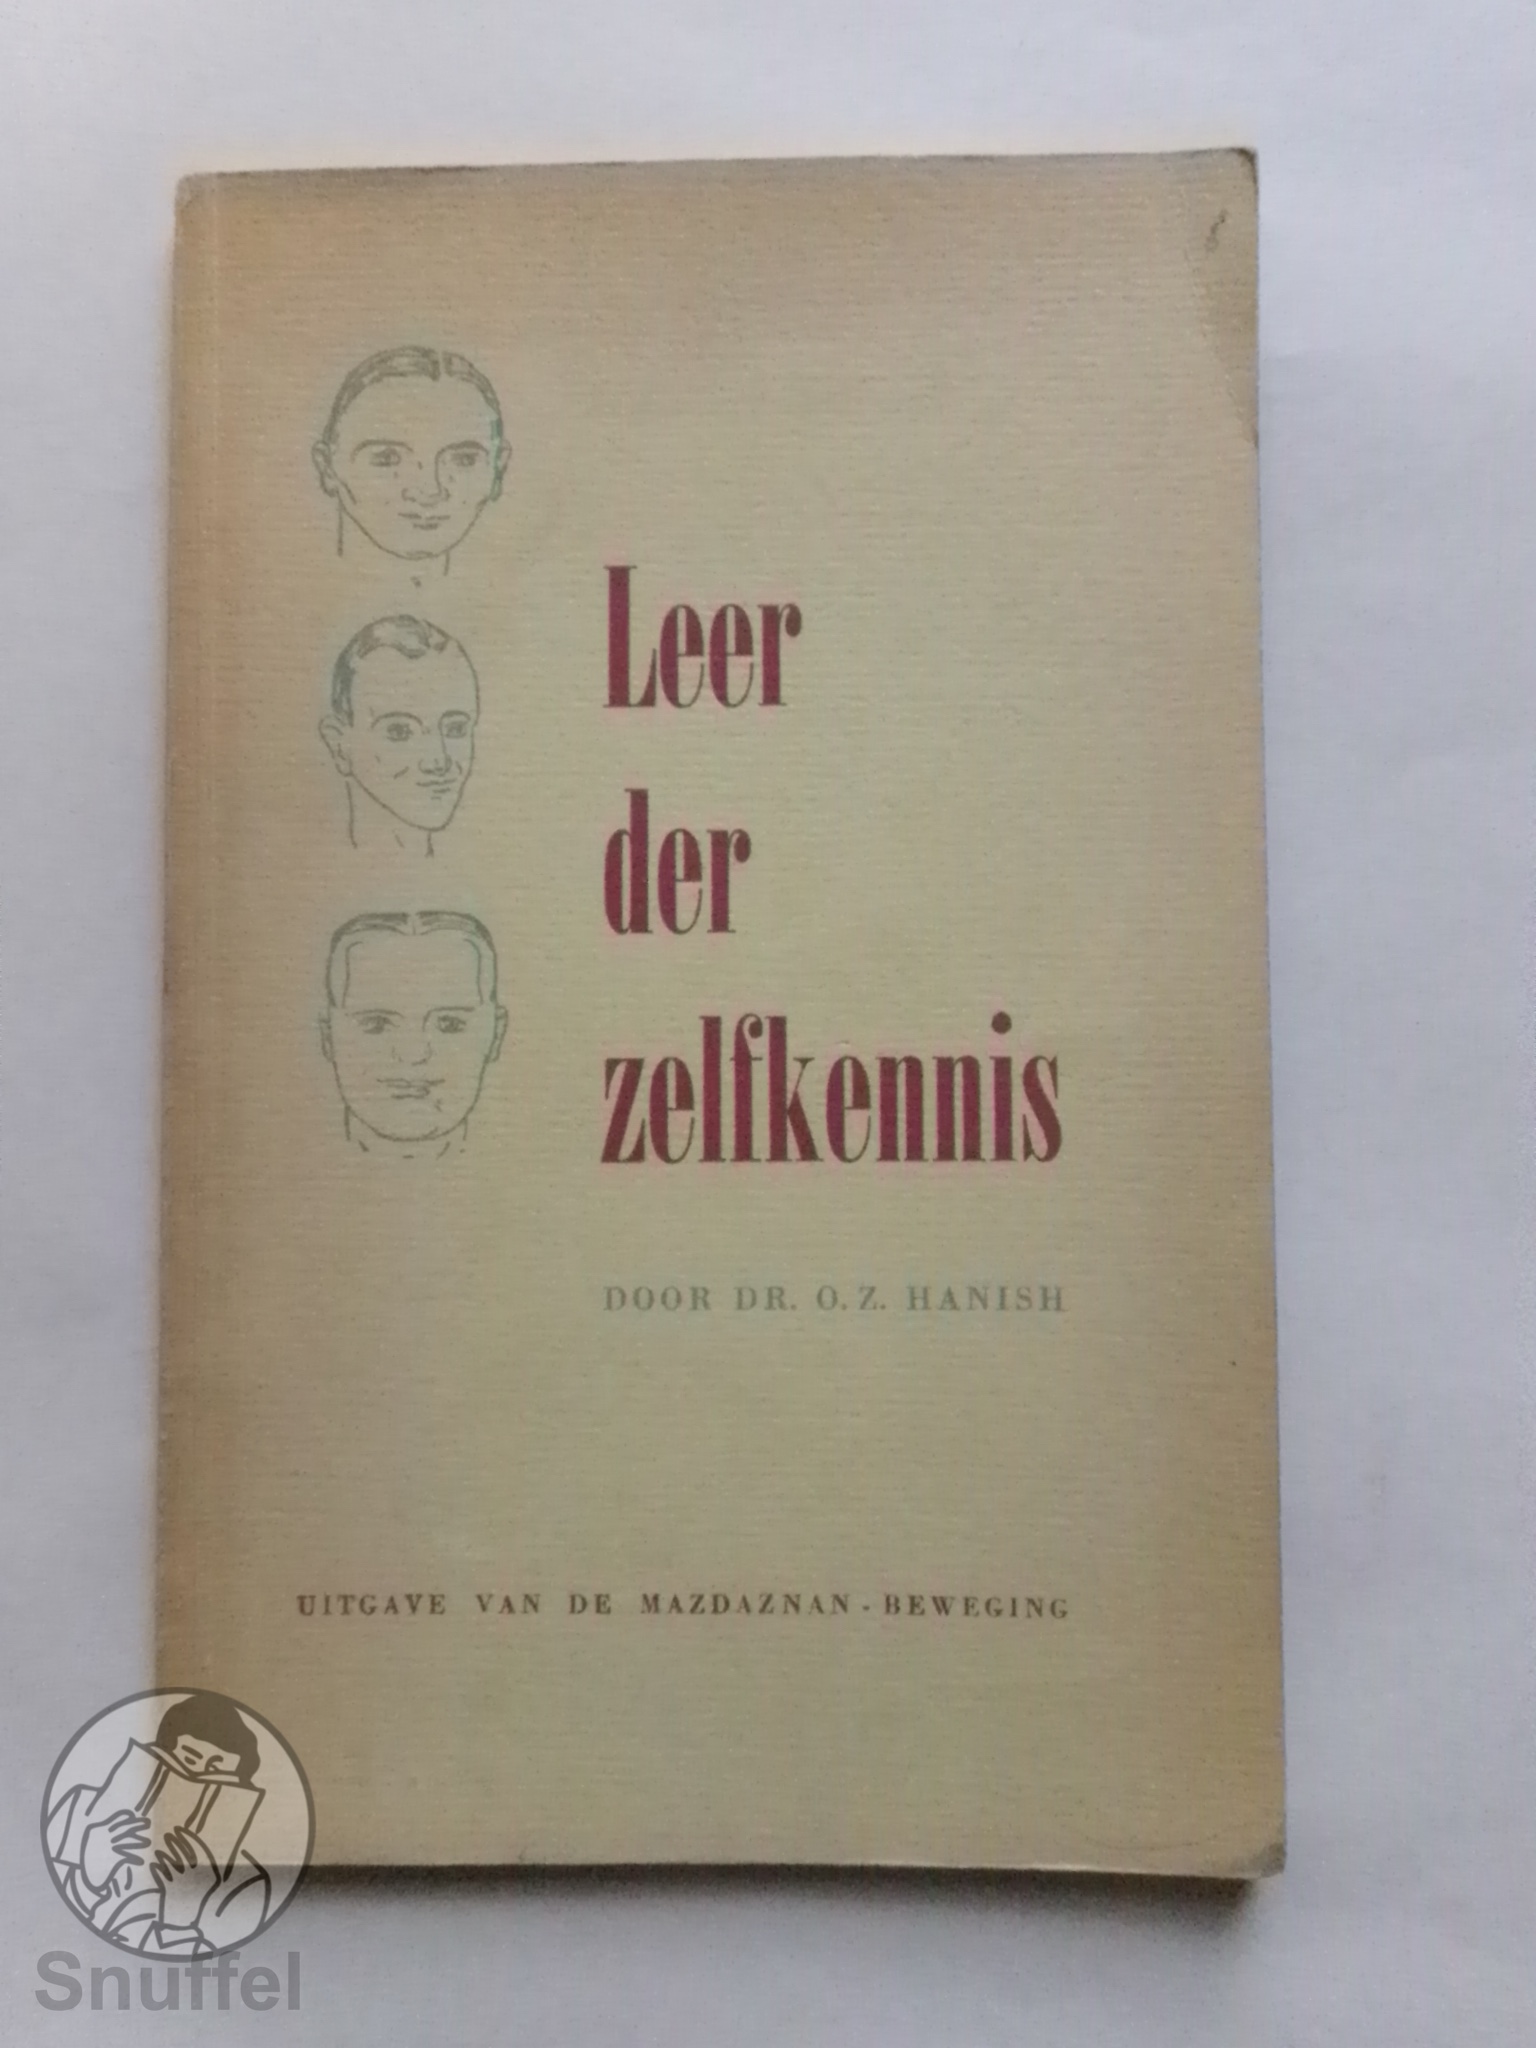 Leer
der
zelfkennis
DOOR DR. O. Z. HANISH
UITGAVE VAN DE MAZDAZNAN - BEWEGING
Snuffel